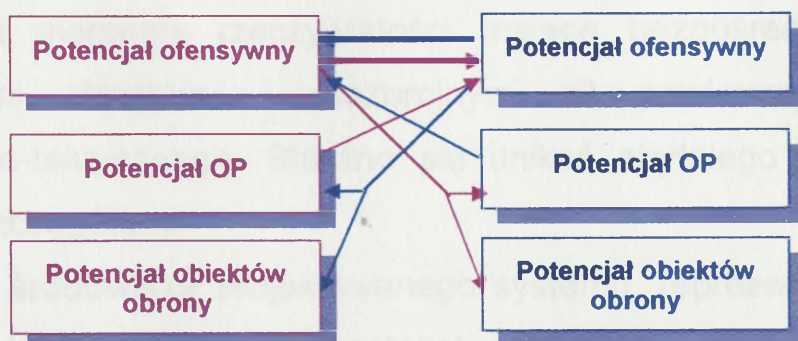 Potencjał ofensywny
Potencjał ofensywny
Potencjał OP
Potencjał OP
Potencjał obiektów
obrony
Potencjał obiektów
obrony